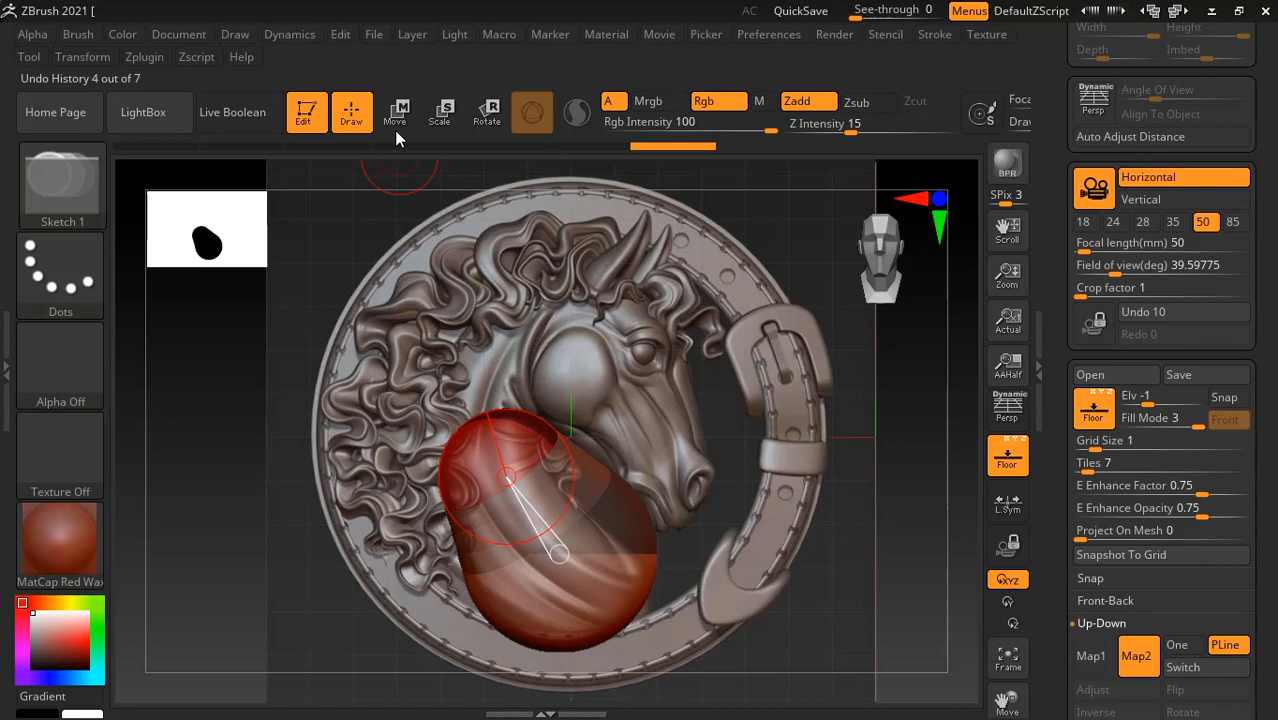 ZBrush 2021 [
AC QuickSave See-through 0 Menus DefaultZScript
Alpha Brush Color Document Draw Dynamics Edit File Layer Light Macro Marker Material Movie Picker Preferences Render Stencil Stroke Texture
Tool Transform Zplugin Zscript Help
Undo History 4 out of 7
Home Page LightBox Live Boolean Edit Draw Move Scale Rotate
M S R
A Mrgb Rgb M Zadd Zsub Zcut Foca
Rgb Intensity 100 Z Intensity 15 Draw
S
Sketch 1
Dots
Alpha Off
Texture Off
MatCap Red Wax
Gradient
BPR
SPix 3
Scroll
Zoom
Actual
AAHalf
Dynamic
Persp
Floor
L.Sym
XYZ
Y
Z
Frame
Move
Width Height
Depth Imbed
Dynamic
Persp
Angle Of View
Align To Object
Auto Adjust Distance
Horizontal
Vertical
18 24 28 35 50 85
Focal length(mm) 50
Field of view(deg) 39.59775
Crop factor 1
Undo 10
Redo 0
Open Save
X Y Z
Floor
Elv -1 Snap
Fill Mode 3 Front
Grid Size 1
Tiles 7
E Enhance Factor 0.75
E Enhance Opacity 0.75
Project On Mesh 0
Snapshot To Grid
Snap
Front-Back
Up-Down
Map1 Map2 One PLine
Switch
Adjust Flip
Inverse Rotate